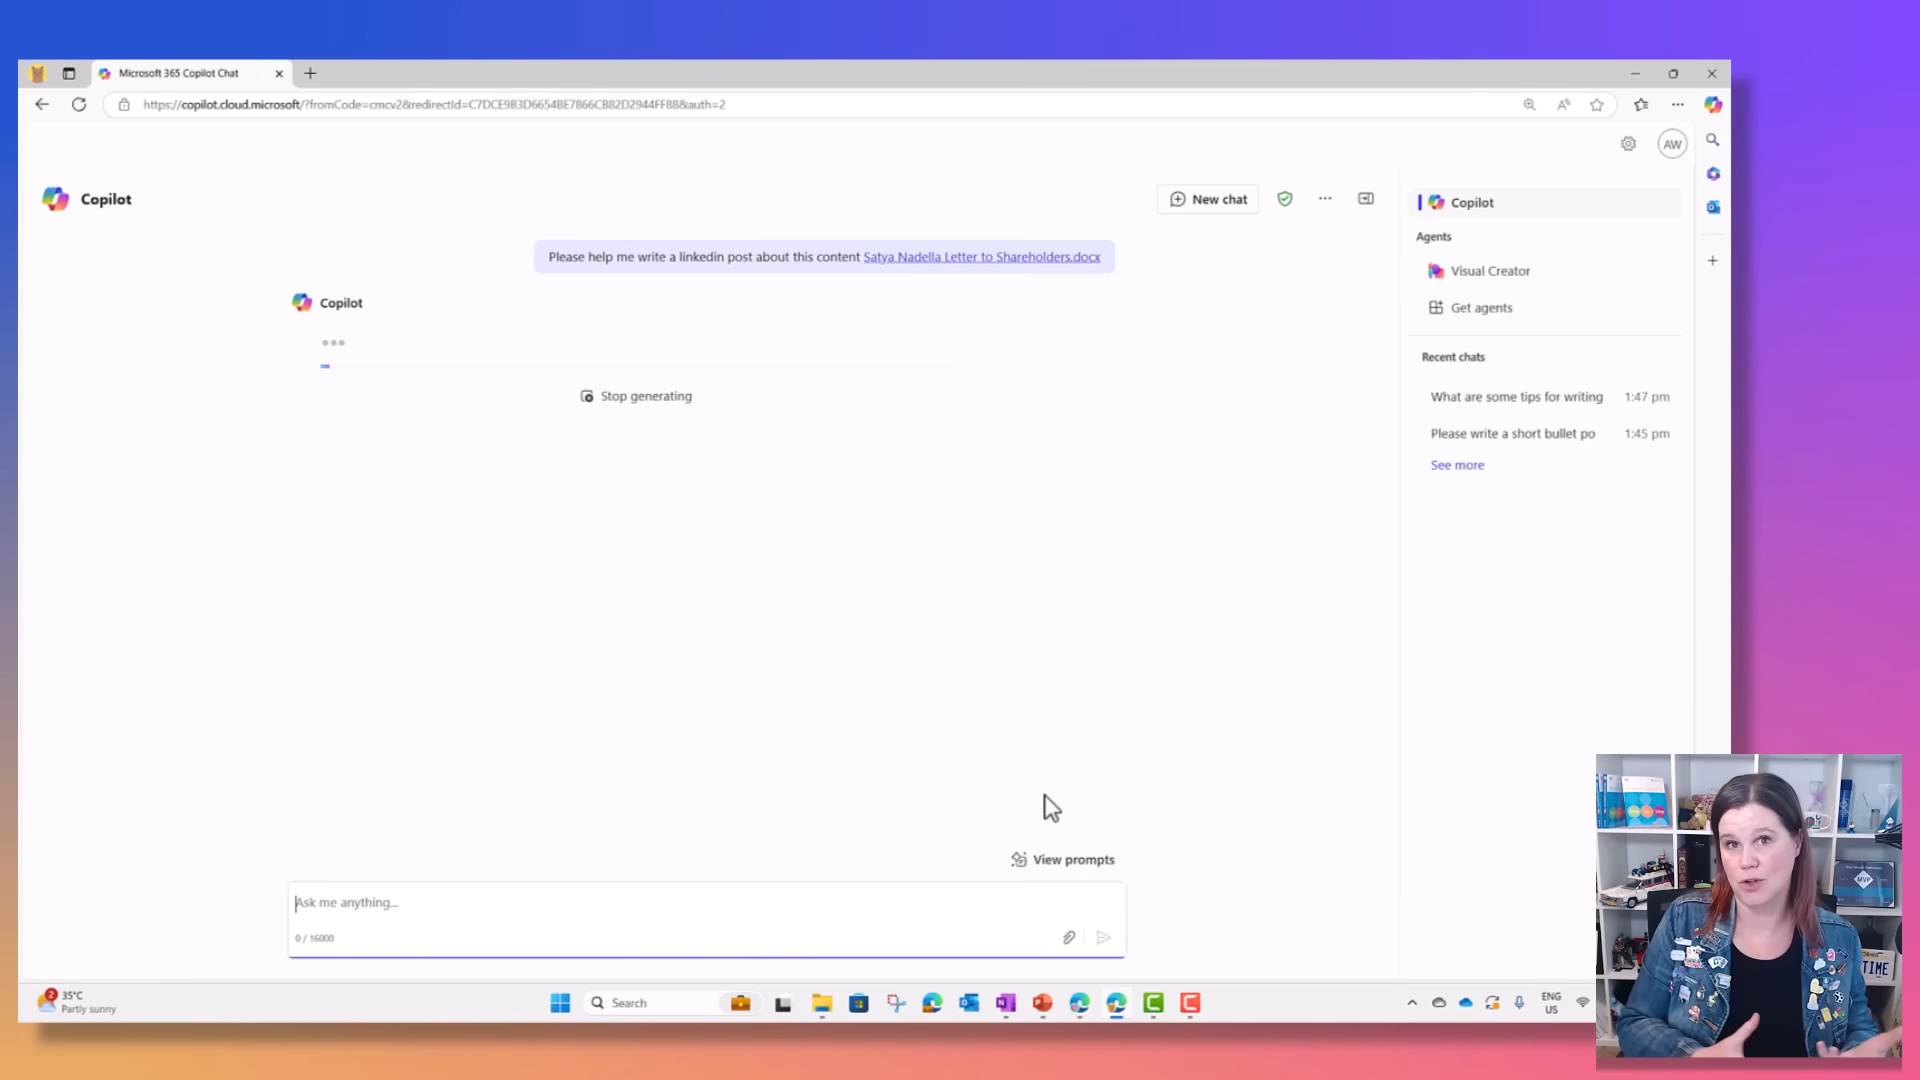 Microsoft 365 Copilot Chat
https://copilot.cloud.microsoft/?fromCode=cmcv2&redirectId=C7DCE9B3D6654BE7866CB82D2944FF88&auth=2
AW
Copilot
New chat
Please help me write a linkedin post about this content Satya Nadella Letter to Shareholders.docx
Copilot
Stop generating
Copilot
Agents
Visual Creator
Get agents
Recent chats
What are some tips for writing 1:47 pm
Please write a short bullet po 1:45 pm
See more
View prompts
Ask me anything...
0 / 16000
2
35°C
Partly sunny
Search
ENG
US
MVP
TIME